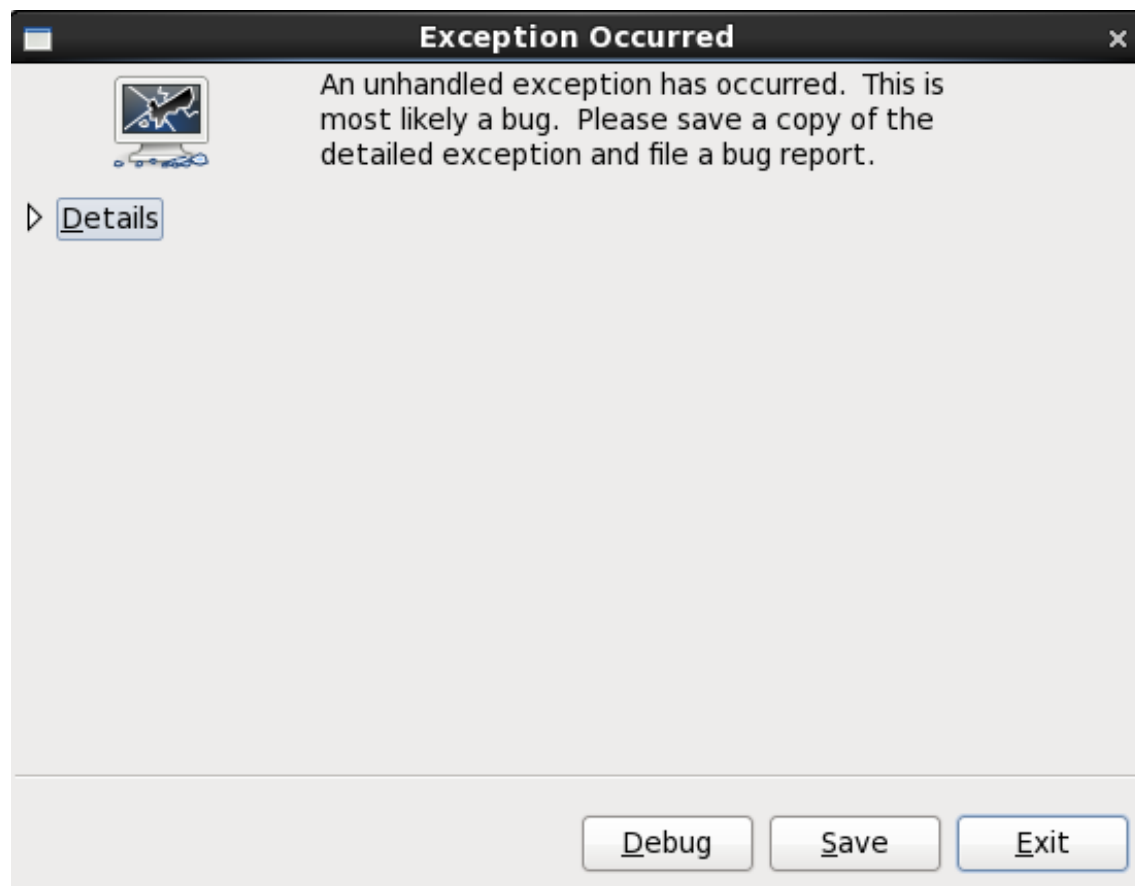 Exception Occurred
An unhandled exception has occurred.  This is
most likely a bug.  Please save a copy of the
detailed exception and file a bug report.
Details
Debug
Save
Exit